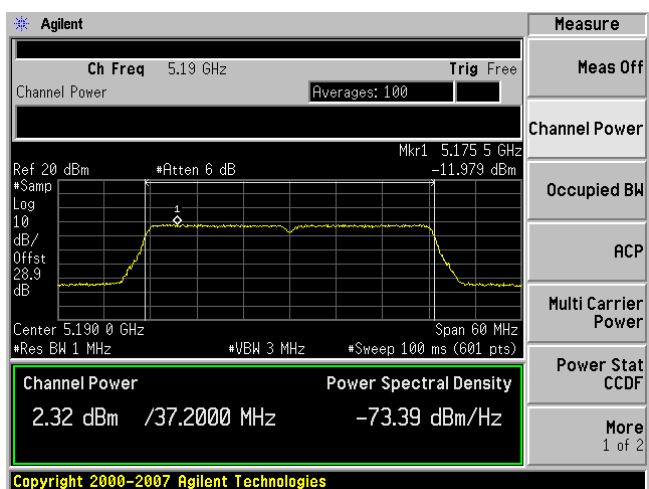 Agilent
Measure
Ch Freq 5.19 GHz Trig Free
Channel Power Averages: 100
Mkr1 5.175 5 GHz
Ref 20 dBm #Atten 6 dB -11.979 dBm
#Samp
Log
10
dB/
Offst
28.9
dB
1
Center 5.190 0 GHz Span 60 MHz
#Res BW 1 MHz #VBW 3 MHz #Sweep 100 ms (601 pts)
Channel Power Power Spectral Density
2.32 dBm /37.2000 MHz -73.39 dBm/Hz
Copyright 2000-2007 Agilent Technologies
Meas Off
Channel Power
Occupied BW
ACP
Multi Carrier
Power
Power Stat
CCDF
More
1 of 2